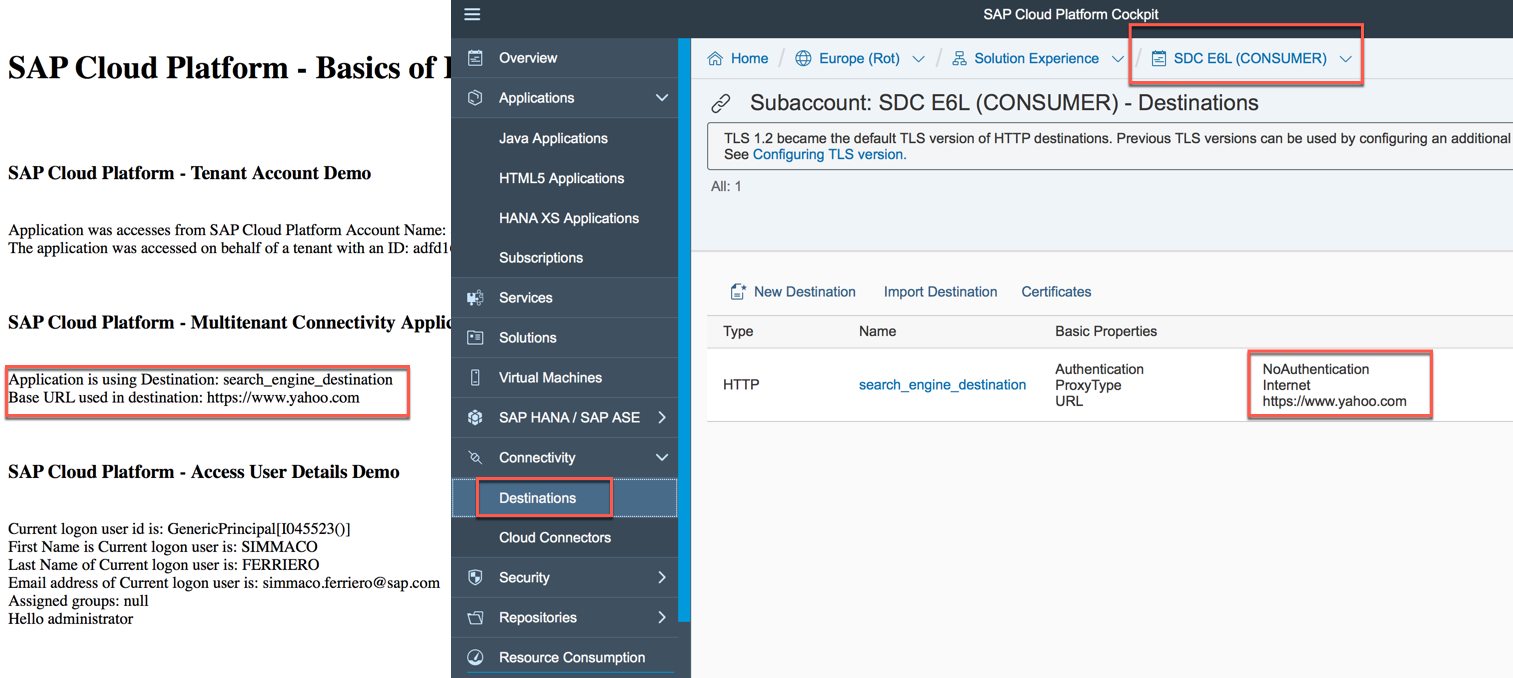 SAP Cloud Platform - Basics of
SAP Cloud Platform - Tenant Account Demo
Application was accesses from SAP Cloud Platform Account Name:
The application was accessed on behalf of a tenant with an ID: adfd1
SAP Cloud Platform - Multitenant Connectivity Applic
Application is using Destination: search_engine_destination
Base URL used in destination: https://www.yahoo.com
SAP Cloud Platform - Access User Details Demo
Current logon user id is: GenericPrincipal[I045523()]
First Name is Current logon user is: SIMMACO
Last Name of Current logon user is: FERRIERO
Email address of Current logon user is: simmaco.ferriero@sap.com
Assigned groups: null
Hello administrator
SAP Cloud Platform Cockpit
Overview
Applications
Java Applications
HTML5 Applications
HANA XS Applications
Subscriptions
Services
Solutions
Virtual Machines
SAP HANA / SAP ASE
Connectivity
Destinations
Cloud Connectors
Security
Repositories
Resource Consumption
Home / Europe (Rot) / Solution Experience / SDC E6L (CONSUMER)
Subaccount: SDC E6L (CONSUMER) - Destinations
TLS 1.2 became the default TLS version of HTTP destinations. Previous TLS versions can be used by configuring an additional
See Configuring TLS version.
All: 1
New Destination Import Destination Certificates
Type Name Basic Properties
HTTP search_engine_destination
Authentication NoAuthentication
ProxyType Internet
URL https://www.yahoo.com